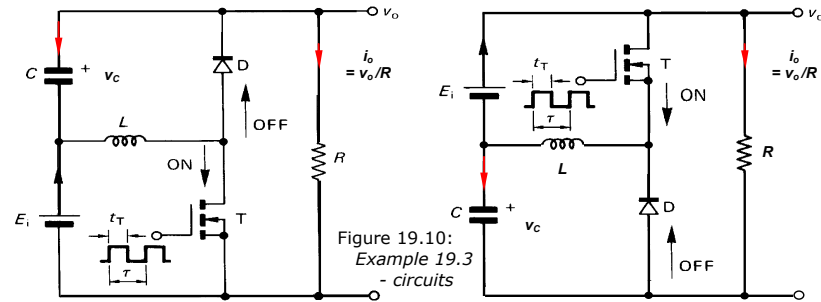 vo
C + vC
D
io
= vo/R
L
OFF
ON
R
Ei
tT
T
τ
Figure 19.10:
Example 19.3
- circuits
vo
tT
T
io
= vo/R
Ei
τ
ON
L
R
C + vC
D
OFF